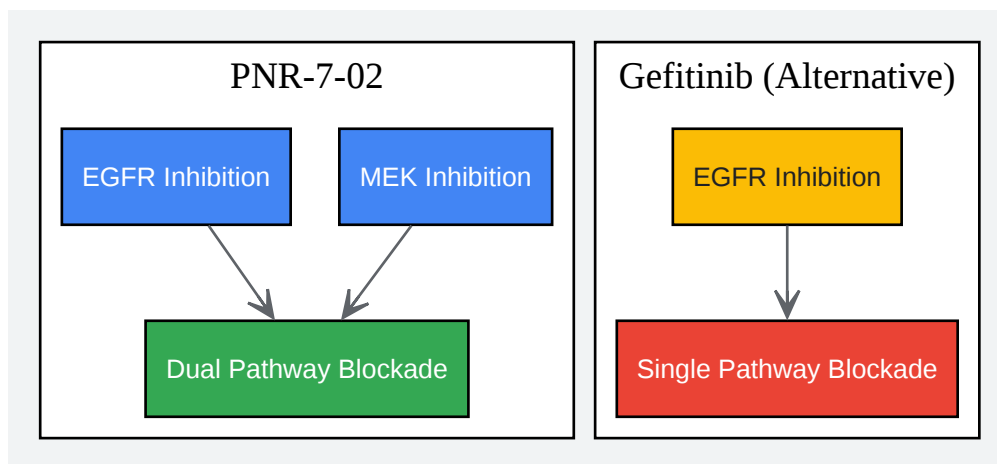 PNR-7-02
EGFR Inhibition
MEK Inhibition
Dual Pathway Blockade
Gefitinib (Alternative)
EGFR Inhibition
Single Pathway Blockade